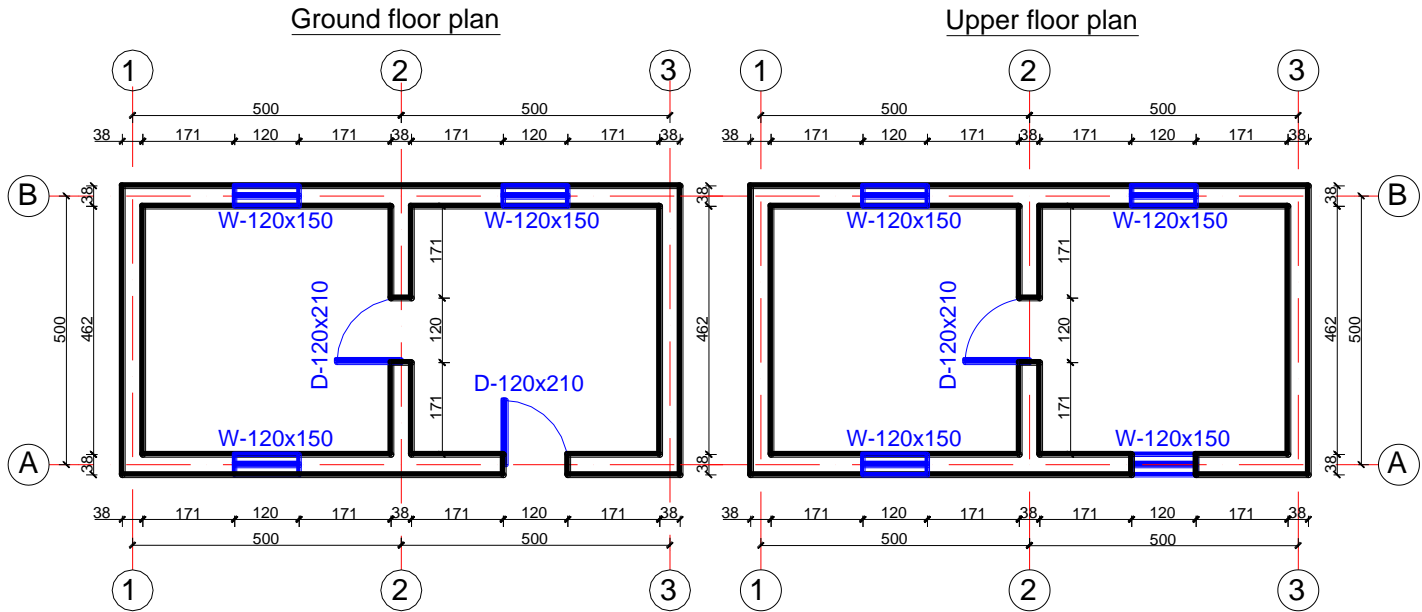 Ground floor plan
Upper floor plan
1 2 3 1 2 3
500 500 500 500
38 171 120 171 38 171 120 171 38 38 171 120 171 38 171 120 171 38
B 38 38 38 B
W-120x150 W-120x150 W-120x150 W-120x150
171 171
500 462 D-120x210 120 462 D-120x210 120 462 500
D-120x210
171 171
W-120x150 W-120x150 W-120x150
A 38 38 38 A
38 171 120 171 38 171 120 171 38 38 171 120 171 38 171 120 171 38
500 500 500 500
1 2 3 1 2 3